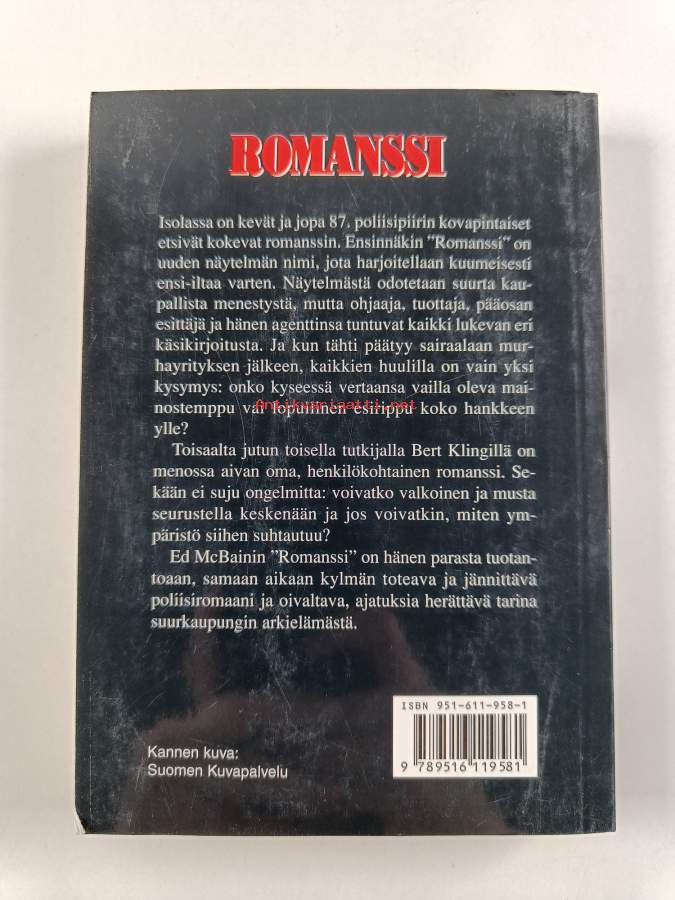 ROMANSSI
Isolassa on kevät ja jopa 87. poliisipiirin kovapintaiset
etsivät kokevat romanssin. Ensinnäkin ”Romanssi” on
uuden näytelmän nimi, jota harjoitellaan kuumeisesti
ensi-iltaa varten. Näytelmästä odotetaan suurta kau-
pallista menestystä, mutta ohjaaja, tuottaja, pääosan
esittäjä ja hänen agenttinsa tuntuvat kaikki lukevan eri
käsikirjoitusta. Ja kun tähti päätyy sairaalaan mur-
hayrityksen jälkeen, kaikkien huulilla on vain yksi
kysymys: onko kyseessä vertaansa vailla oleva mai-
nostemppu vai lopullinen esirippu koko hankkeen
ylle?
Antikvariaatti.net
Toisaalta jutun toisella tutkijalla Bert Klingillä on
menossa aivan oma, henkilökohtainen romanssi. Se-
kään ei suju ongelmitta: voivatko valkoinen ja musta
seurustella keskenään ja jos voivatkin, miten ym-
päristö siihen suhtautuu?
Ed McBainin ”Romanssi” on hänen parasta tuotan-
toaan, samaan aikaan kylmän toteava ja jännittävä
poliisiromaani ja oivaltava, ajatuksia herättävä tarina
suurkaupungin arkielämästä.
ISBN 951-611-958-1
9 789516 119581
Kannen kuva:
Suomen Kuvapalvelu